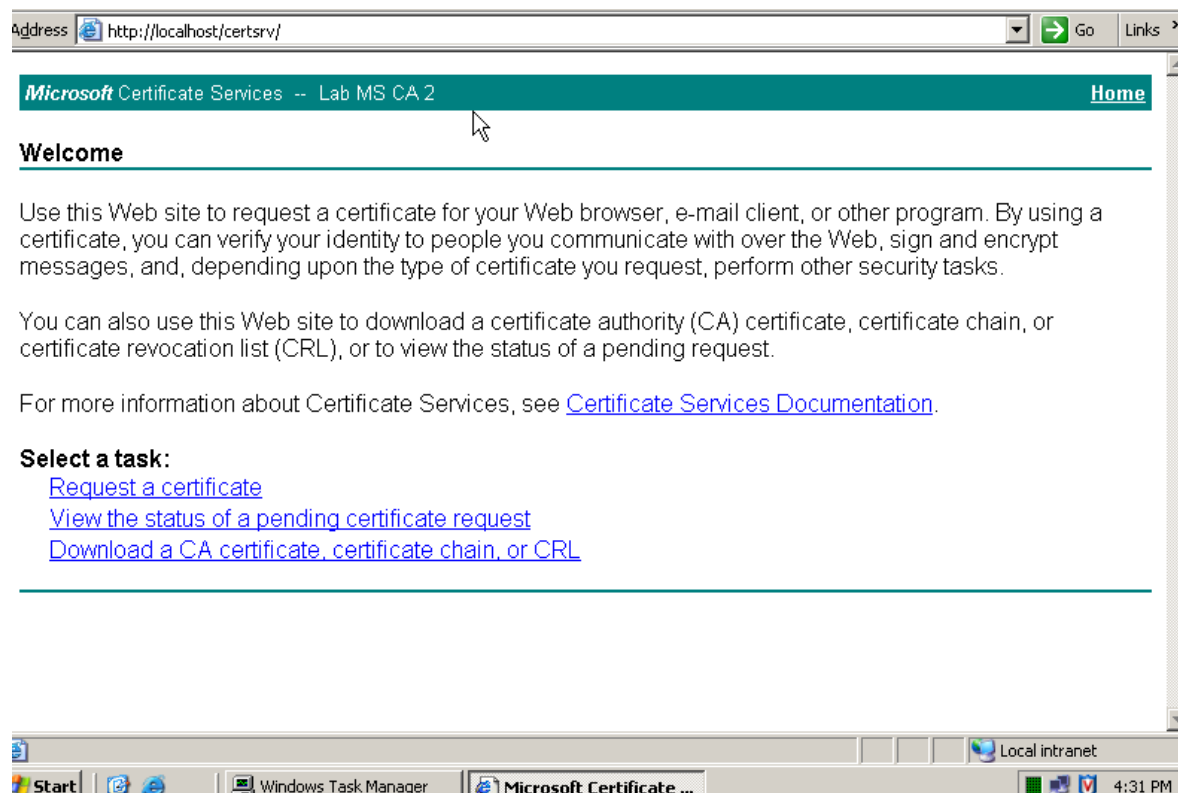 Address http://localhost/certsrv/ Go Links
Microsoft Certificate Services -- Lab MS CA 2 Home
Welcome
Use this Web site to request a certificate for your Web browser, e-mail client, or other program. By using a
certificate, you can verify your identity to people you communicate with over the Web, sign and encrypt
messages, and, depending upon the type of certificate you request, perform other security tasks.
You can also use this Web site to download a certificate authority (CA) certificate, certificate chain, or
certificate revocation list (CRL), or to view the status of a pending request.
For more information about Certificate Services, see Certificate Services Documentation.
Select a task:
Request a certificate
View the status of a pending certificate request
Download a CA certificate, certificate chain, or CRL
Local intranet
Start Windows Task Manager Microsoft Certificate ... 4:31 PM